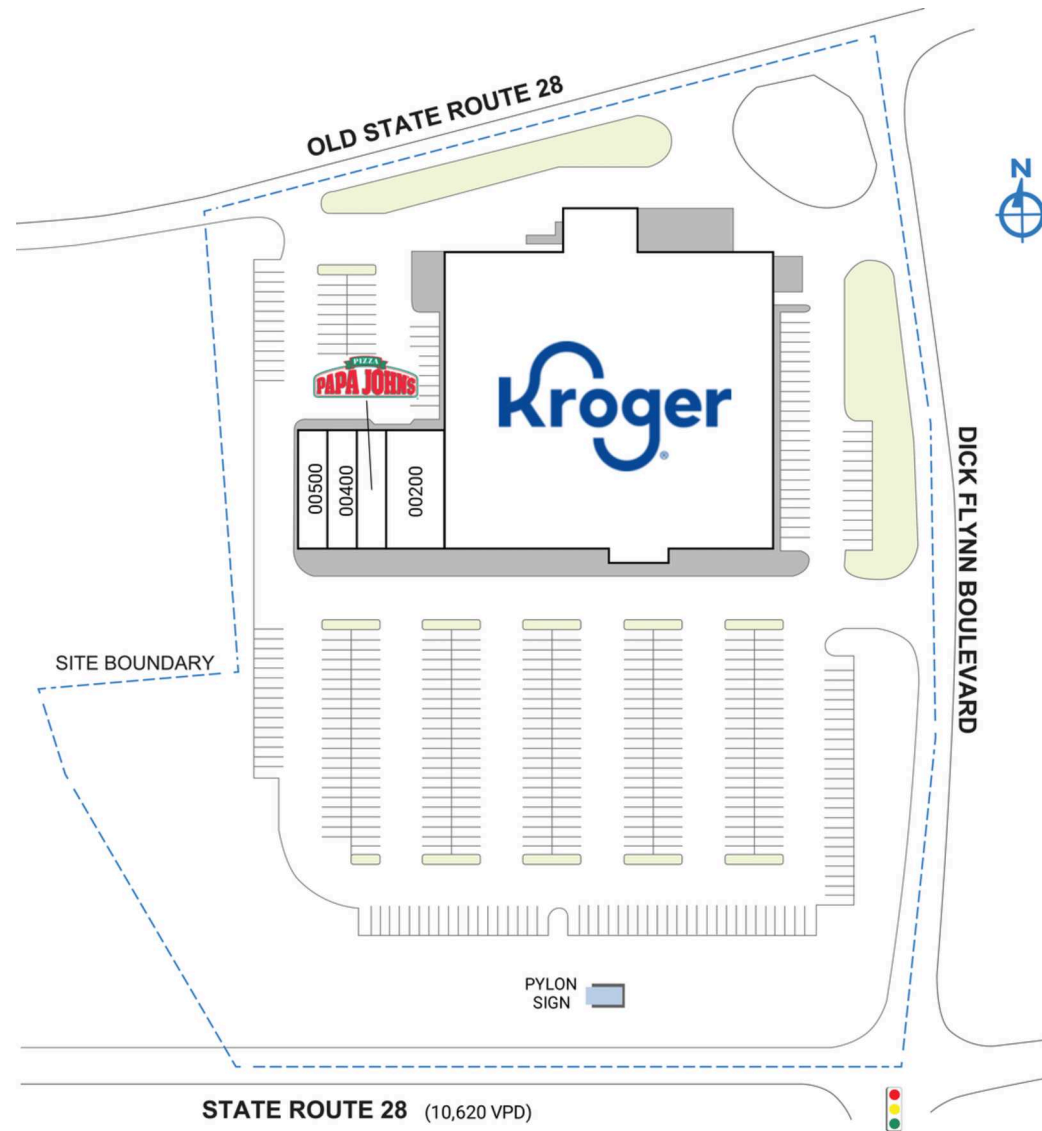 OLD STATE ROUTE 28
N
PIZZA
PAPA JOHNS
Kroger
®
00500
00400
00200
DICK FLYNN BOULEVARD
SITE BOUNDARY
PYLON
SIGN
STATE ROUTE 28 (10,620 VPD)